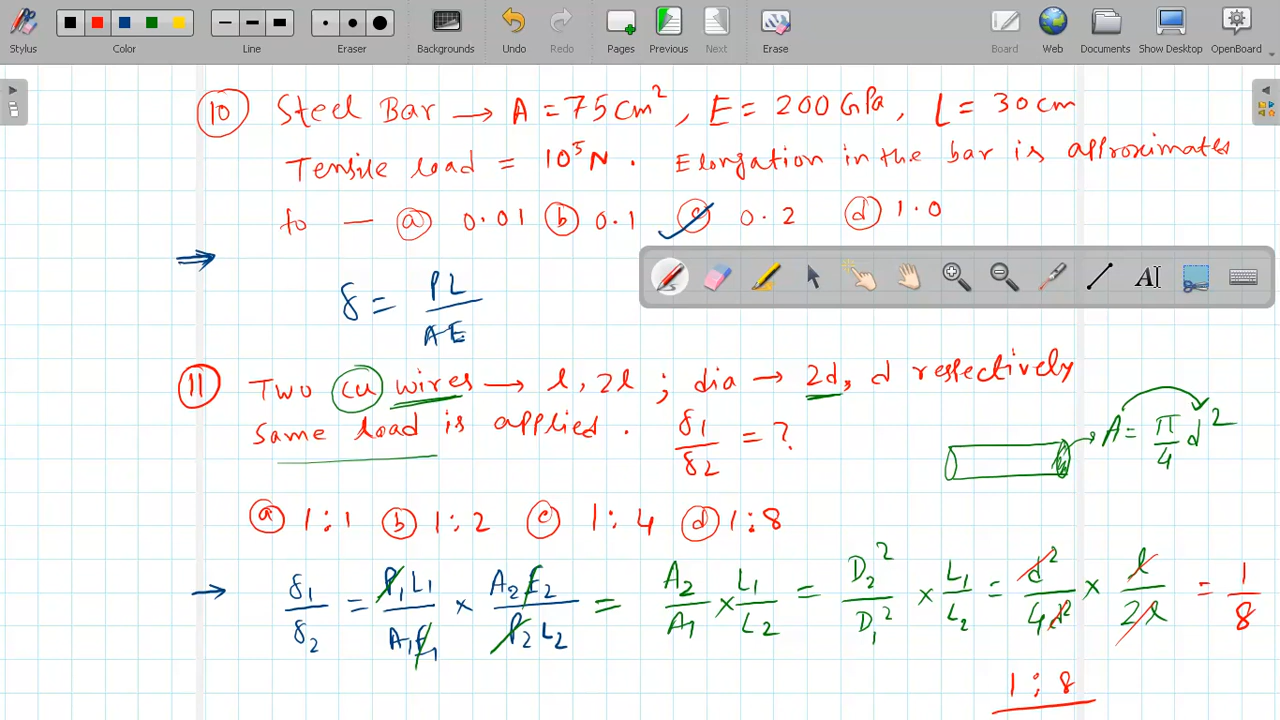 Stylus Color Line Eraser Backgrounds Undo Redo Pages Previous Next Erase Board Web Documents Show Desktop OpenBoard
⑩ Steel Bar → A = 75 cm², E = 200 GPa, L = 30 cm
Tensile load = 10⁵ N. Elongation in the bar is approximates
to — ⓐ 0.01 ⓑ 0.1 ⓒ 0.2 ⓓ 1.0
⇒
δ = PL/AE
⑪ Two Cu wires → l, 2l ; dia → 2d, d respectively
same load is applied. δ1/δ2 = ?
A = π/4 d²
ⓐ 1:1 ⓑ 1:2 ⓒ 1:4 ⓓ 1:8
→ δ1/δ2 = P1L1/A1E1 × A2E2/P2L2 = A2/A1 × L1/L2 = D2²/D1² × L1/L2 = d²/4d² × l/2l = 1/8
1:8